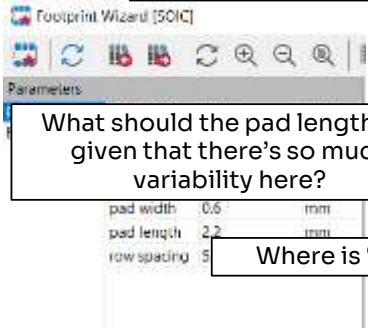 Footprint Wizard [SOIC]
Parameters
What should the pad length
given that there's so muc
variability here?
pad width 0.6 mm
pad length 2.2 mm
row spacing 5
Where is